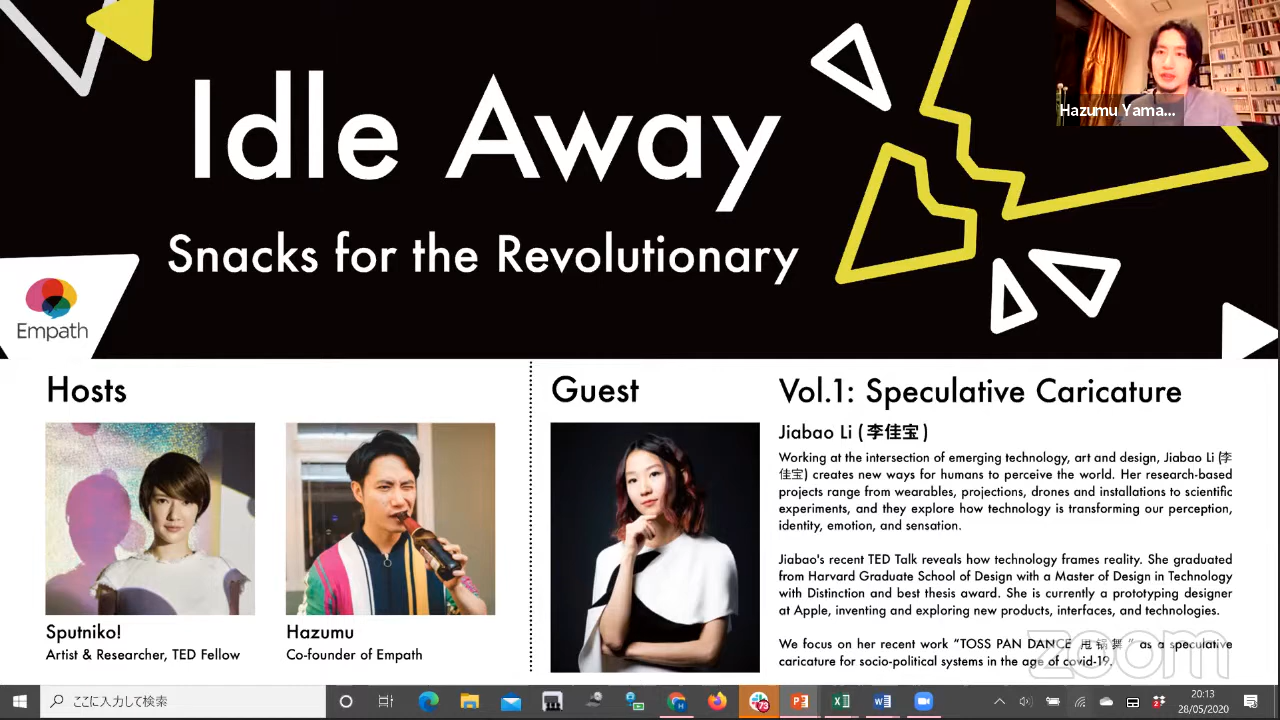 Idle Away
Hazumu Yama...
Snacks for the Revolutionary
Empath
Hosts
Sputniko!
Artist & Researcher, TED Fellow
Hazumu
Co-founder of Empath
Guest
Vol.1: Speculative Caricature
Jiabao Li (李佳宝)
Working at the intersection of emerging technology, art and design, Jiabao Li (李
佳宝) creates new ways for humans to perceive the world. Her research-based
projects range from wearables, projections, drones and installations to scientific
experiments, and they explore how technology is transforming our perception,
identity, emotion, and sensation.
Jiabao's recent TED Talk reveals how technology frames reality. She graduated
from Harvard Graduate School of Design with a Master of Design in Technology
with Distinction and best thesis award. She is currently a prototyping designer
at Apple, inventing and exploring new products, interfaces, and technologies.
We focus on her recent work “TOSS PAN DANCE 甩锅舞” as a speculative
caricature for socio-political systems in the age of covid-19.
zoom
ここに入力して検索
73
20:13
28/05/2020